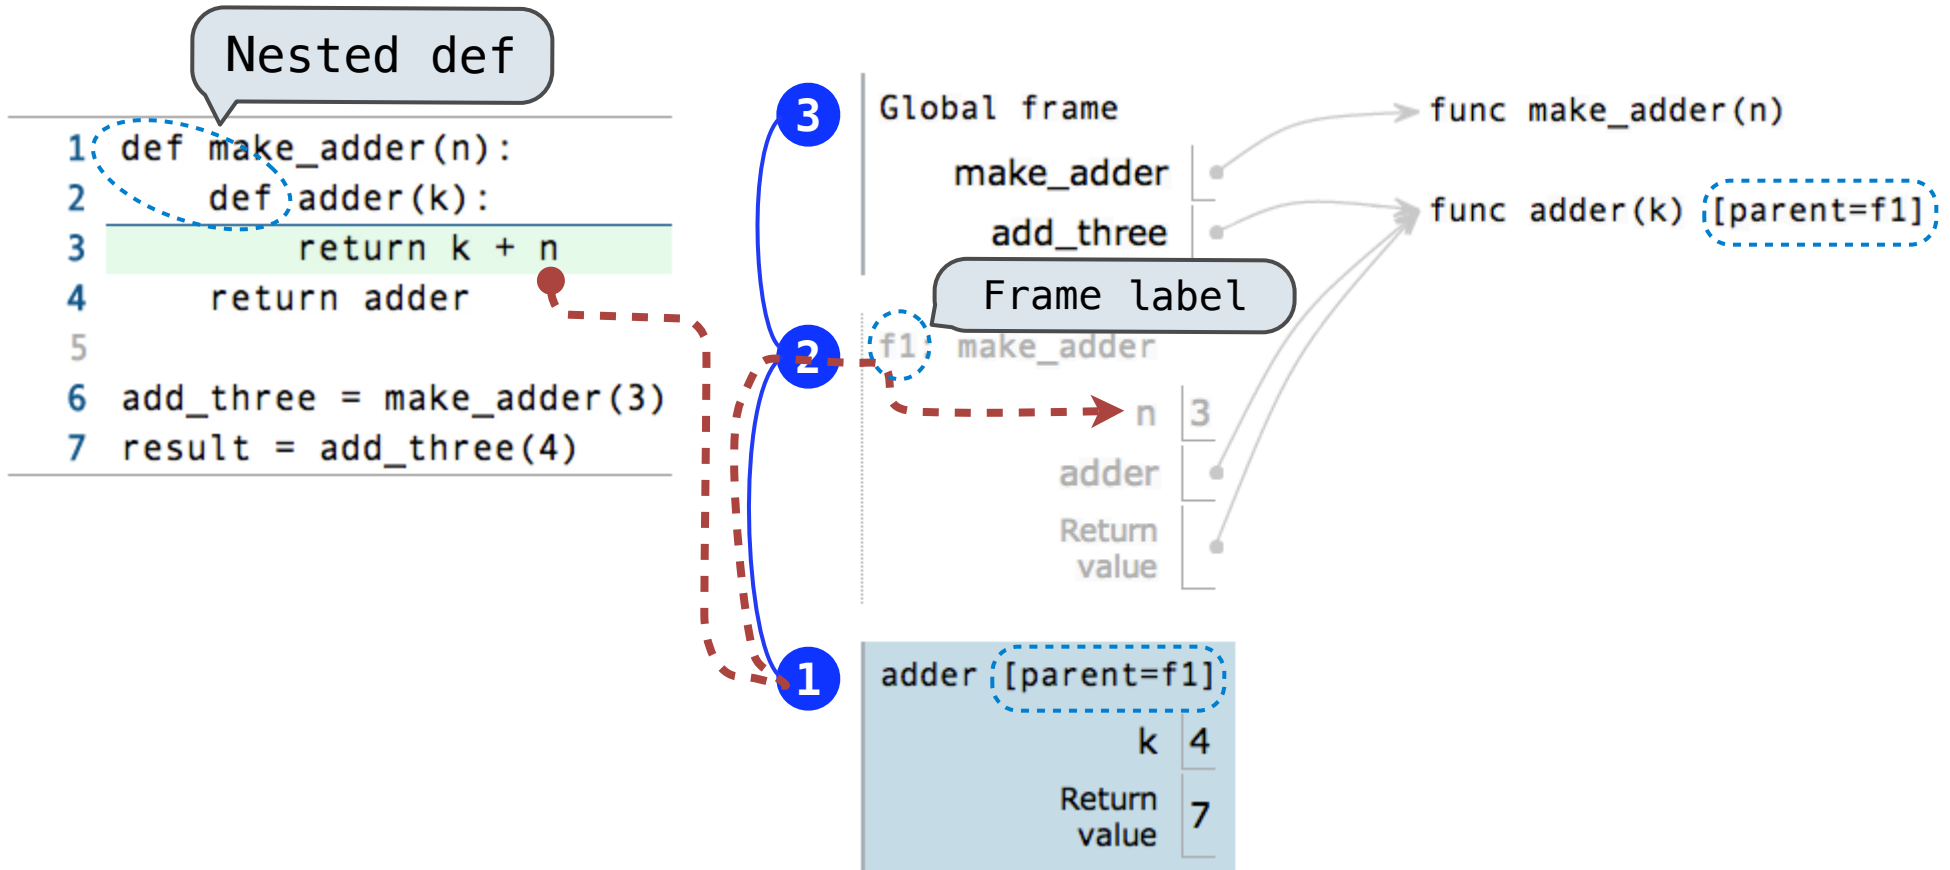 Nested def
1 def make_adder(n):
2 def adder(k):
3 return k + n
4 return adder
5
6 add_three = make_adder(3)
7 result = add_three(4)
3
Global frame
make_adder
add_three
func make_adder(n)
func adder(k) [parent=f1]
Frame label
2
f1: make_adder
n 3
adder
Return
value
1
adder [parent=f1]
k 4
Return
value 7